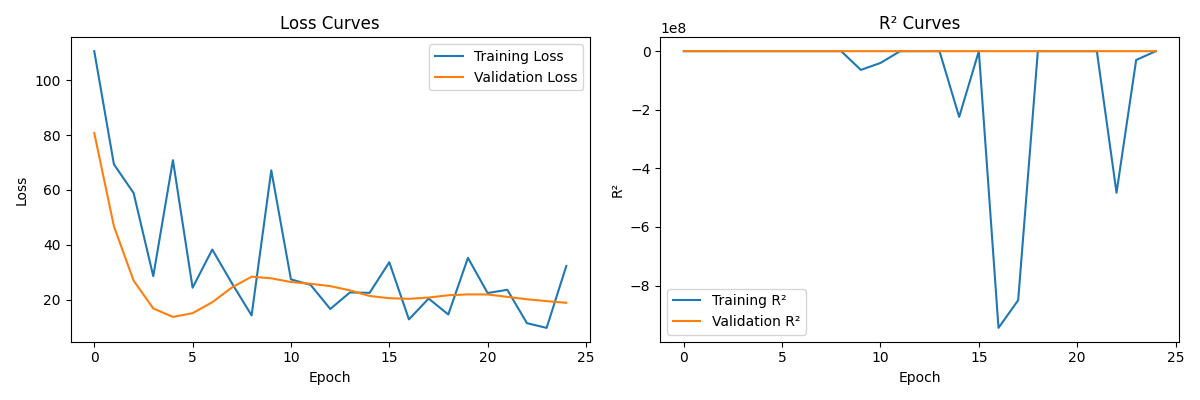 Loss Curves
Training Loss
Validation Loss
100
80
60
40
20
Loss
0 5 10 15 20 25
Epoch
R² Curves
1e8
0
−2
−4
−6
−8
R²
Training R²
Validation R²
0 5 10 15 20 25
Epoch